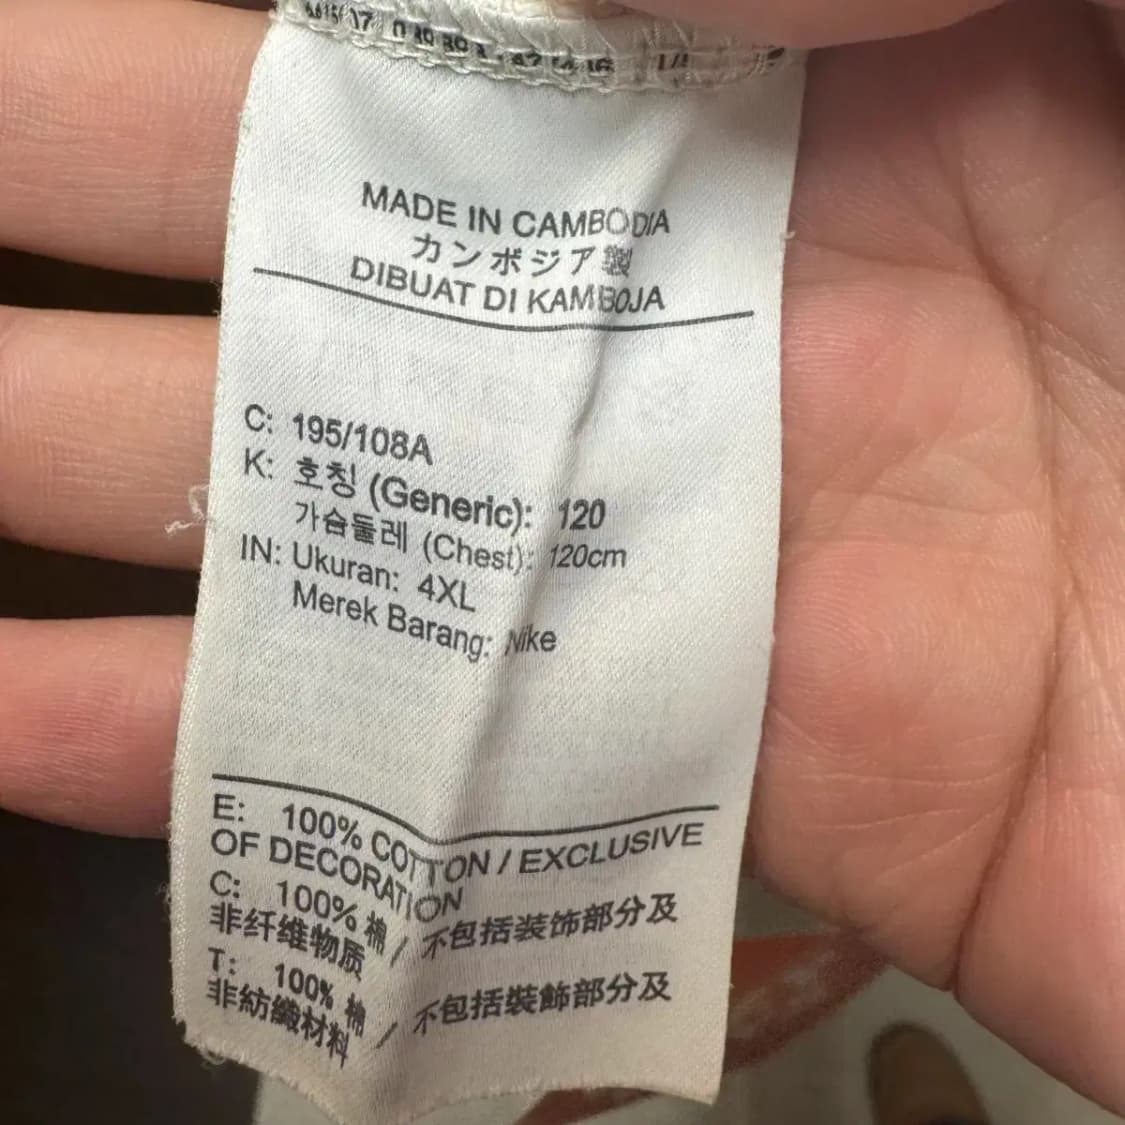 MADE IN CAMBODIA
カンボジア製
DIBUAT DI KAMBOJA
C: 195/108A
K: 호칭 (Generic): 120
가슴둘레 (Chest): 120cm
IN: Ukuran: 4XL
Merek Barang: Nike
E: 100% COTTON / EXCLUSIVE
OF DECORATION
C: 100% 棉 / 不包括装饰部分及
非纤维物质
T: 100% 棉 / 不包括裝飾部分及
非紡織材料